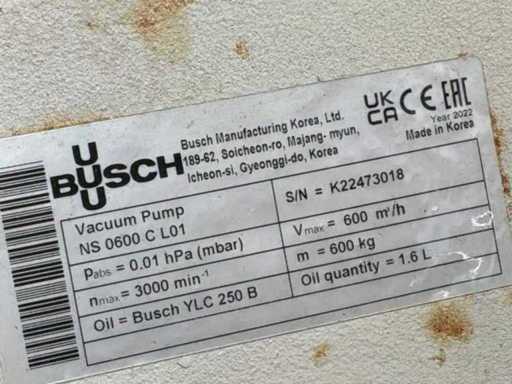 BUSCH
Busch Manufacturing Korea, Ltd.
189-62, Soicheon-ro, Majang- myun,
Icheon-si, Gyeonggi-do, Korea
UK CA CE EAC
Year 2022
Made in Korea
Vacuum Pump
NS 0600 C L01
S/N = K22473018
Pabs = 0.01 hPa (mbar)
Vmax = 600 m³/h
nmax = 3000 min⁻¹
m = 600 kg
Oil = Busch YLC 250 B
Oil quantity = 1.6 L